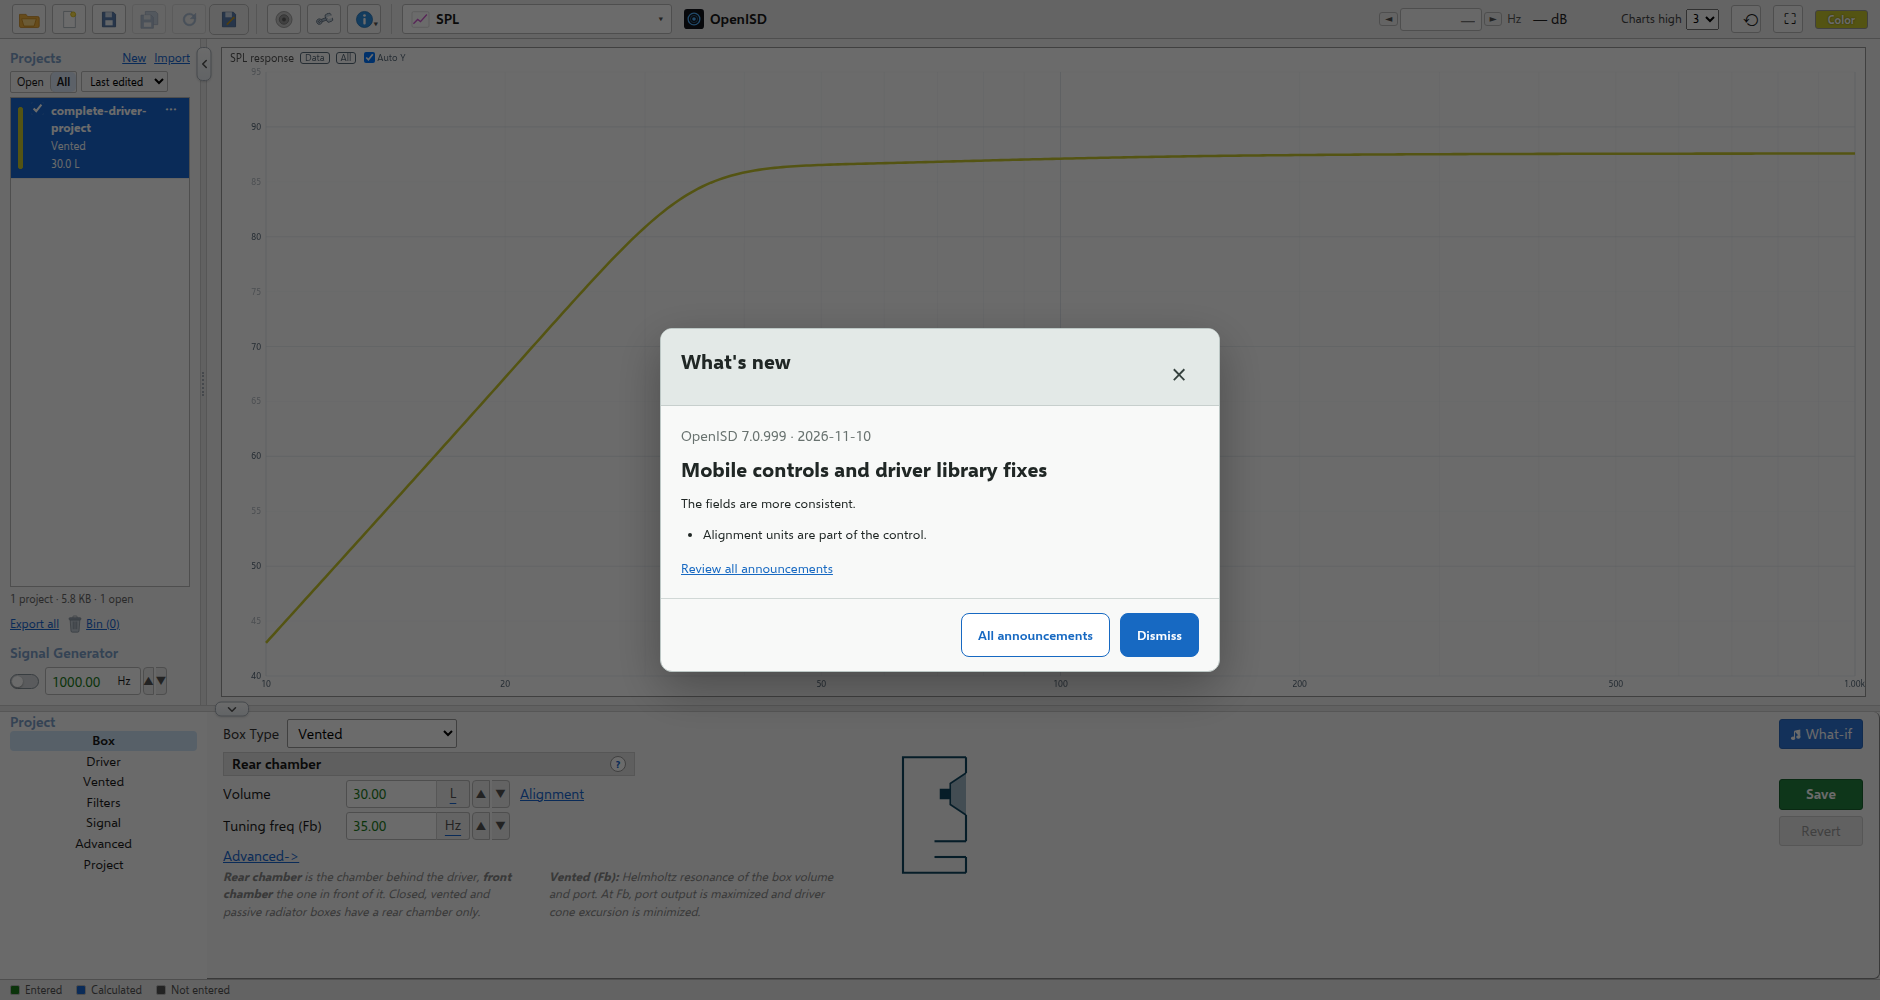 SPL
OpenISD
—
Hz
— dB
Charts high
3
Color
Projects
New
Import
Open
All
Last edited
complete-driver-project
Vented
30.0 L
1 project · 5.8 KB · 1 open
Export all
Bin (0)
Signal Generator
1000.00
Hz
SPL response
Data
All
Auto Y
95
90
85
80
75
70
65
60
55
50
45
40
10
20
50
100
200
500
1.00k
What's new
OpenISD 7.0.999 · 2026-11-10
Mobile controls and driver library fixes
The fields are more consistent.
• Alignment units are part of the control.
Review all announcements
All announcements
Dismiss
Project
Box
Driver
Vented
Filters
Signal
Advanced
Project
Box Type
Vented
Rear chamber
?
Volume
30.00
L
Alignment
Tuning freq (Fb)
35.00
Hz
Advanced->
Rear chamber is the chamber behind the driver, front
chamber the one in front of it. Closed, vented and
passive radiator boxes have a rear chamber only.
Vented (Fb): Helmholtz resonance of the box volume
and port. At Fb, port output is maximized and driver
cone excursion is minimized.
What-if
Save
Revert
Entered
Calculated
Not entered